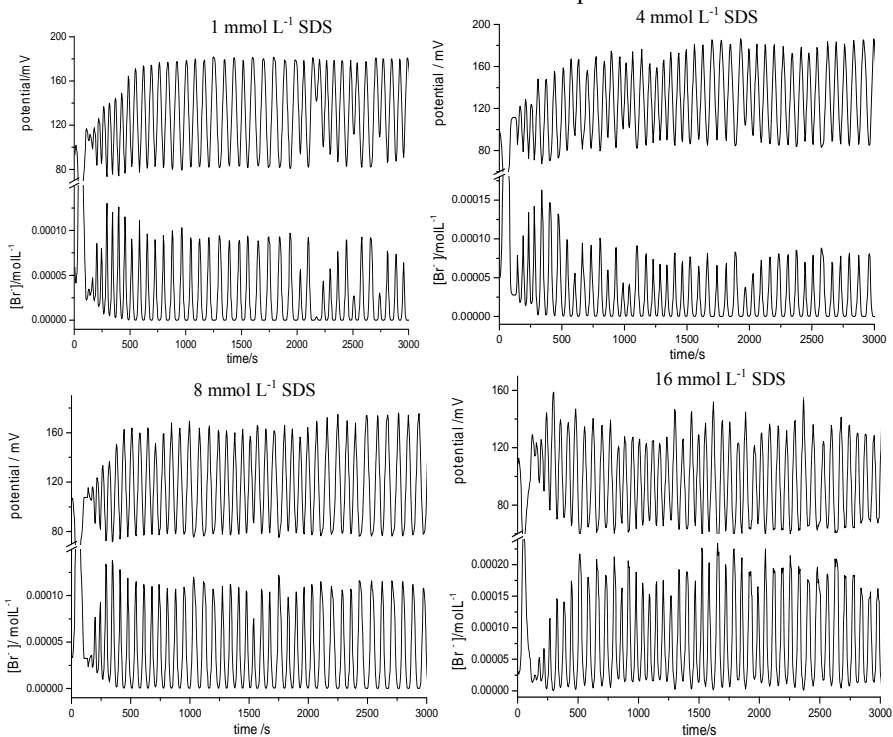 1 mmol L⁻¹ SDS
4 mmol L⁻¹ SDS
potential/mV
200
160
120
80
[Br⁻]/molL⁻¹
0.00010
0.00005
0.00000
0 500 1000 1500 2000 2500 3000
time/s
potential / mV
200
160
120
80
[Br⁻]/molL⁻¹
0.00015
0.00010
0.00005
0.00000
0 500 1000 1500 2000 2500 3000
time/s
8 mmol L⁻¹ SDS
16 mmol L⁻¹ SDS
potential / mV
160
120
80
[Br⁻]/ molL⁻¹
0.00010
0.00005
0.00000
0 500 1000 1500 2000 2500 3000
time /s
potential / mV
160
120
80
[Br⁻]/molL⁻¹
0.00020
0.00015
0.00010
0.00005
0.00000
0 500 1000 1500 2000 2500 3000
time/s